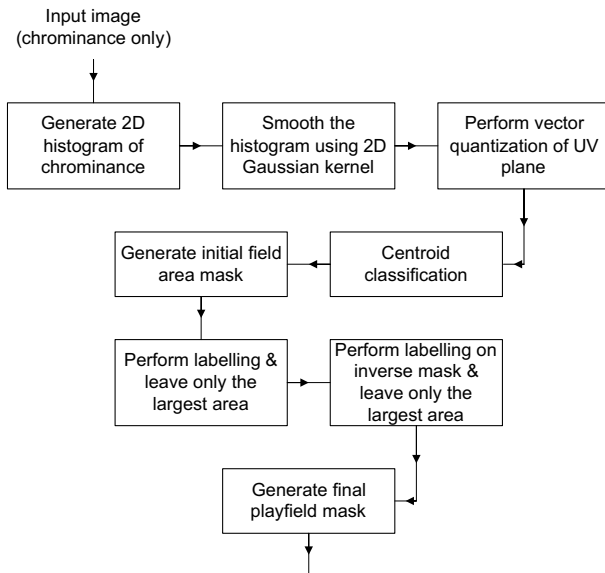 Input image
(chrominance only)
Generate 2D
histogram of
chrominance
Smooth the
histogram using 2D
Gaussian kernel
Perform vector
quantization of UV
plane
Centroid
classification
Generate initial field
area mask
Perform labelling &
leave only the
largest area
Perform labelling on
inverse mask &
leave only the
largest area
Generate final
playfield mask